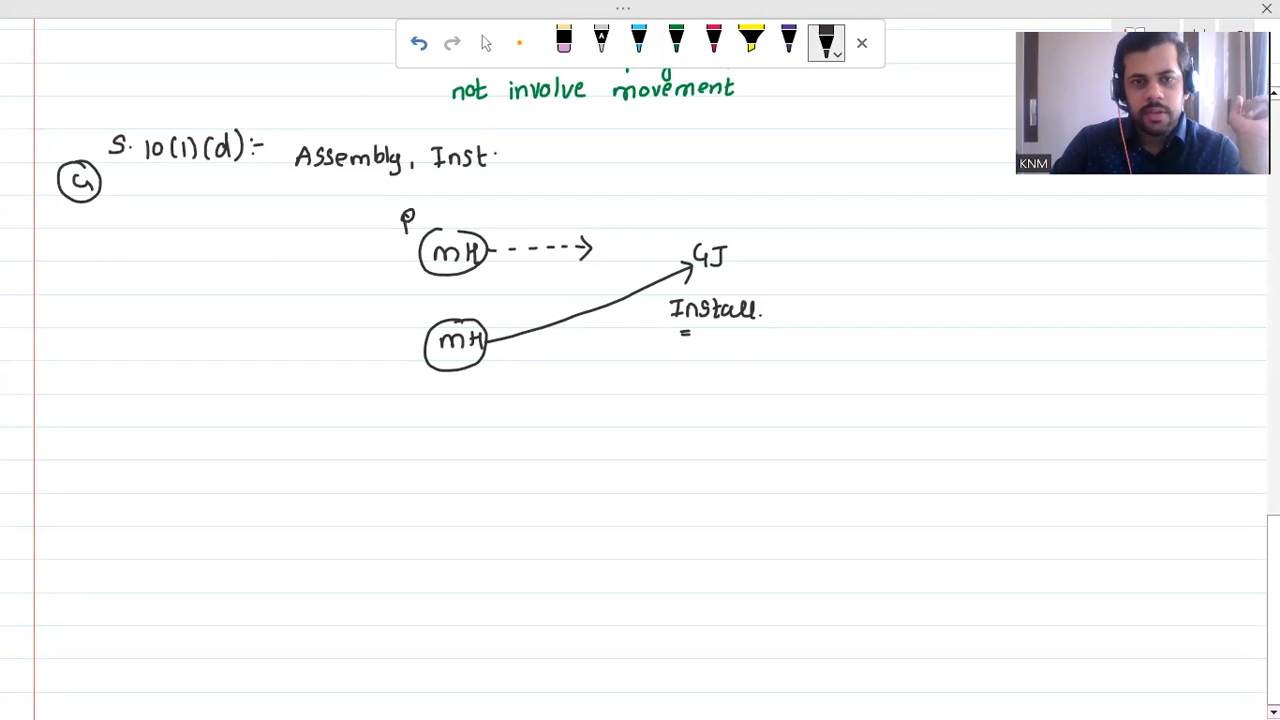 not involve movement
S. 10(1)(d):- Assembly, Inst.
G
P
MH GJ
Install.
MH
KNM